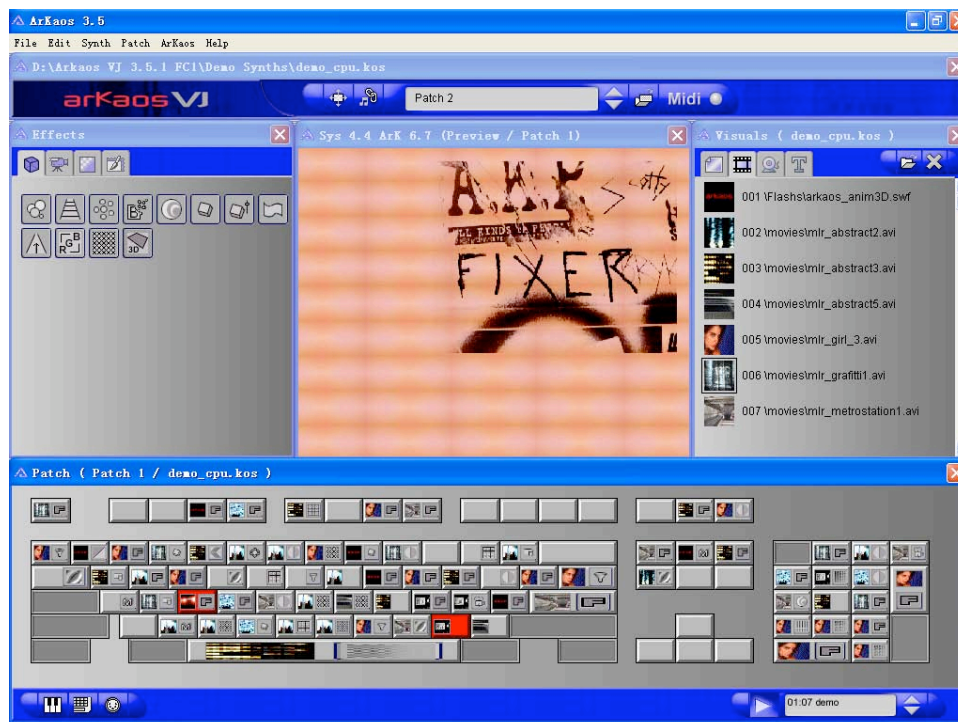 ArKaos 3.5
File Edit Synth Patch ArKaos Help
D:\Arkaos VJ 3.5.1 FC1\Demo Synths\demo_cpu.kos
arKaos VJ
Patch 2
Midi
Effects
Sys 4.4 ArK 6.7 (Preview / Patch 1)
Visuals ( demo_cpu.kos )
T
B
R G B
3D
A.W.K
FIXER
001 \Flashs\arkaos_anim3D.swf
002 \movies\mlr_abstract2.avi
003 \movies\mlr_abstract3.avi
004 \movies\mlr_abstract5.avi
005 \movies\mlr_girl_3.avi
006 \movies\mlr_grafitti1.avi
007 \movies\mlr_metrostation1.avi
Patch ( Patch 1 / demo_cpu.kos )
01:07 demo